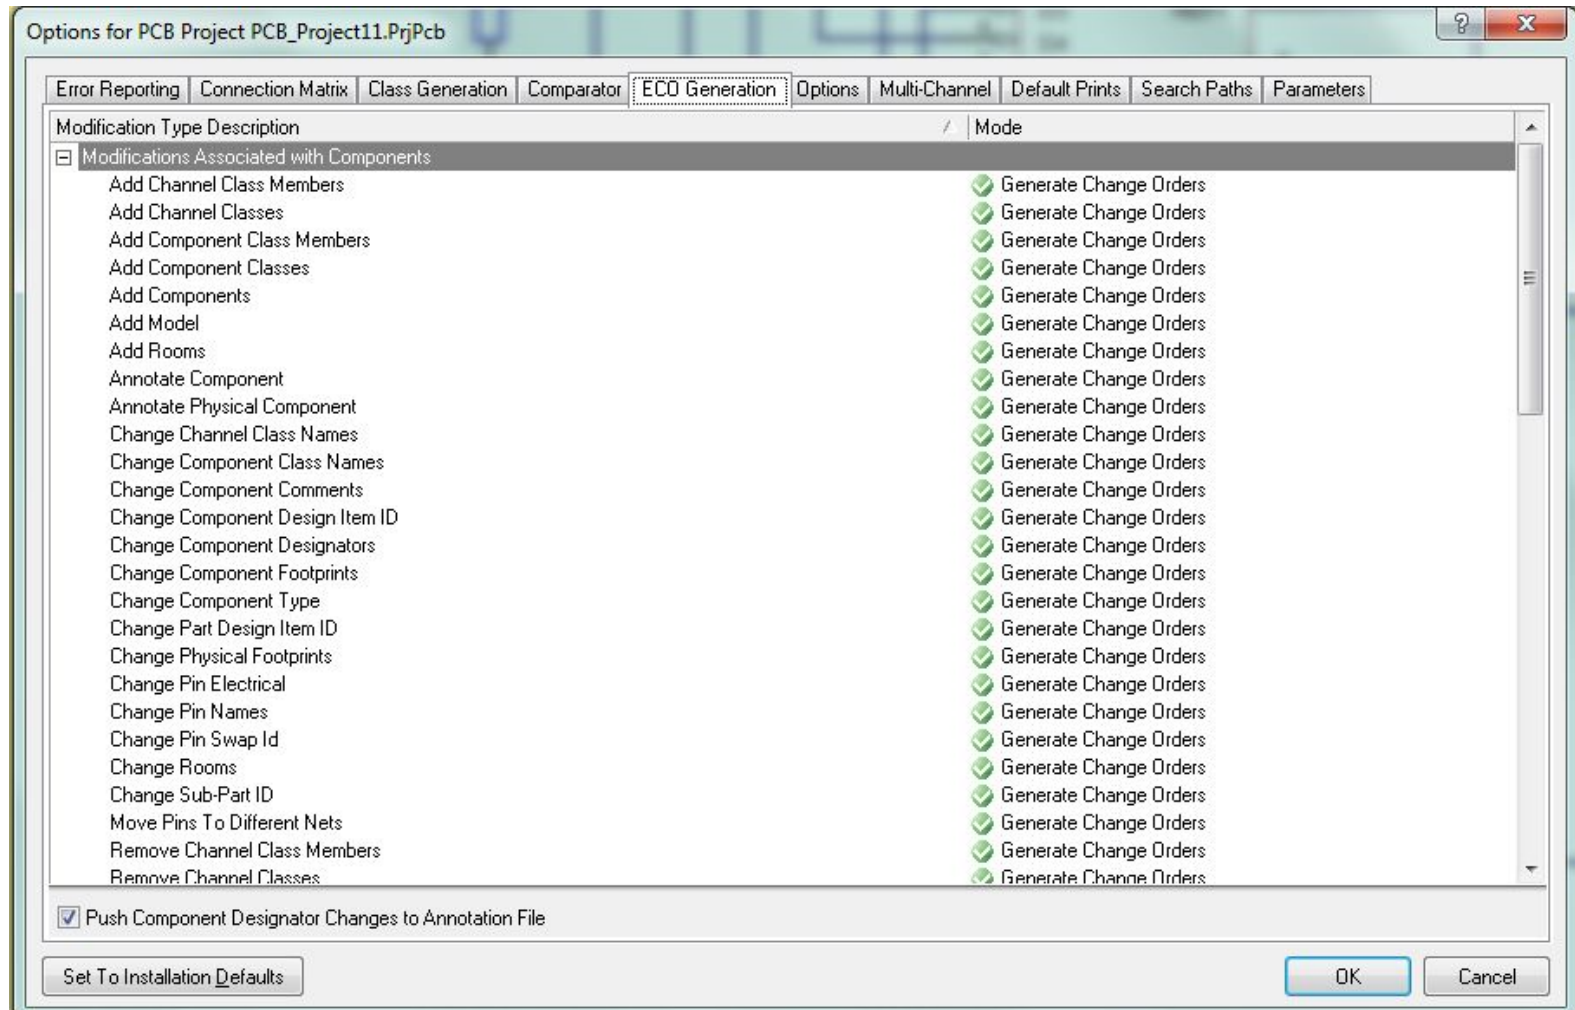 Options for PCB Project PCB_Project11.PrjPcb
Error Reporting Connection Matrix Class Generation Comparator ECO Generation Options Multi-Channel Default Prints Search Paths Parameters
Modification Type Description Mode
Modifications Associated with Components
Add Channel Class Members Generate Change Orders
Add Channel Classes Generate Change Orders
Add Component Class Members Generate Change Orders
Add Component Classes Generate Change Orders
Add Components Generate Change Orders
Add Model Generate Change Orders
Add Rooms Generate Change Orders
Annotate Component Generate Change Orders
Annotate Physical Component Generate Change Orders
Change Channel Class Names Generate Change Orders
Change Component Class Names Generate Change Orders
Change Component Comments Generate Change Orders
Change Component Design Item ID Generate Change Orders
Change Component Designators Generate Change Orders
Change Component Footprints Generate Change Orders
Change Component Type Generate Change Orders
Change Part Design Item ID Generate Change Orders
Change Physical Footprints Generate Change Orders
Change Pin Electrical Generate Change Orders
Change Pin Names Generate Change Orders
Change Pin Swap Id Generate Change Orders
Change Rooms Generate Change Orders
Change Sub-Part ID Generate Change Orders
Move Pins To Different Nets Generate Change Orders
Remove Channel Class Members Generate Change Orders
Remove Channel Classes Generate Change Orders
Push Component Designator Changes to Annotation File
Set To Installation Defaults OK Cancel